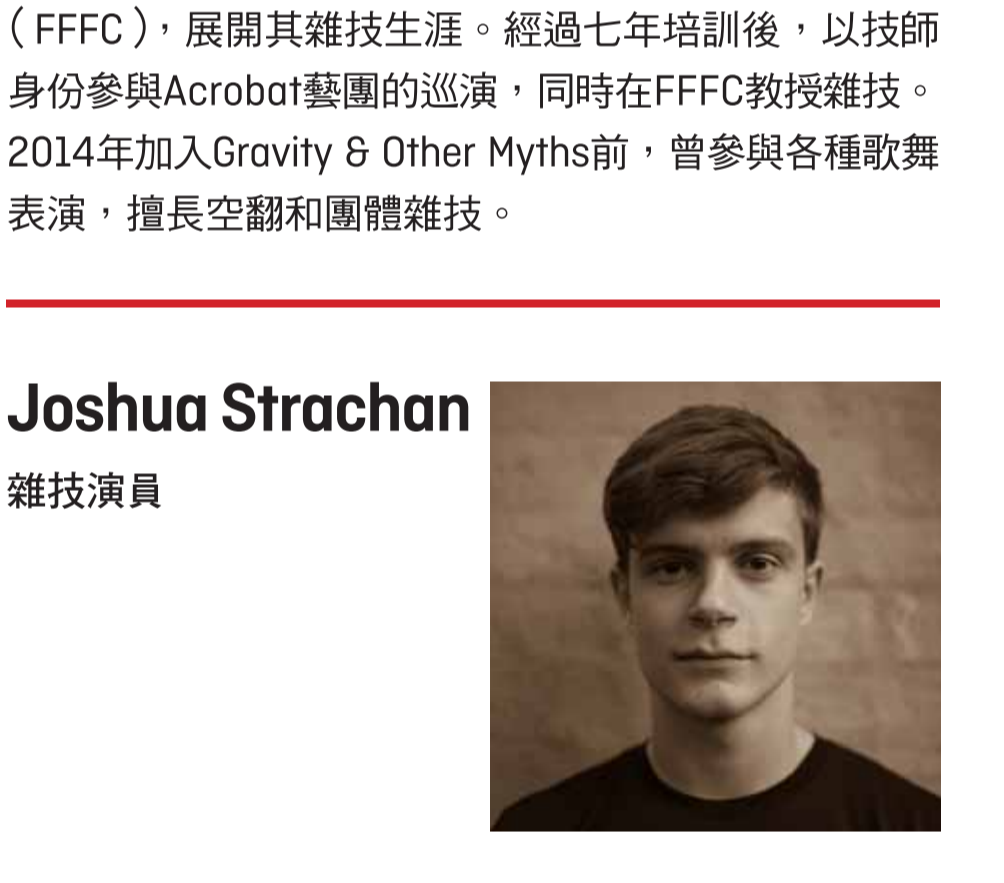 （FFFC），展開其雜技生涯。經過七年培訓後，以技師
身份參與Acrobat藝團的巡演，同時在FFFC教授雜技。
2014年加入Gravity & Other Myths前，曾參與各種歌舞
表演，擅長空翻和團體雜技。
Joshua Strachan
雜技演員